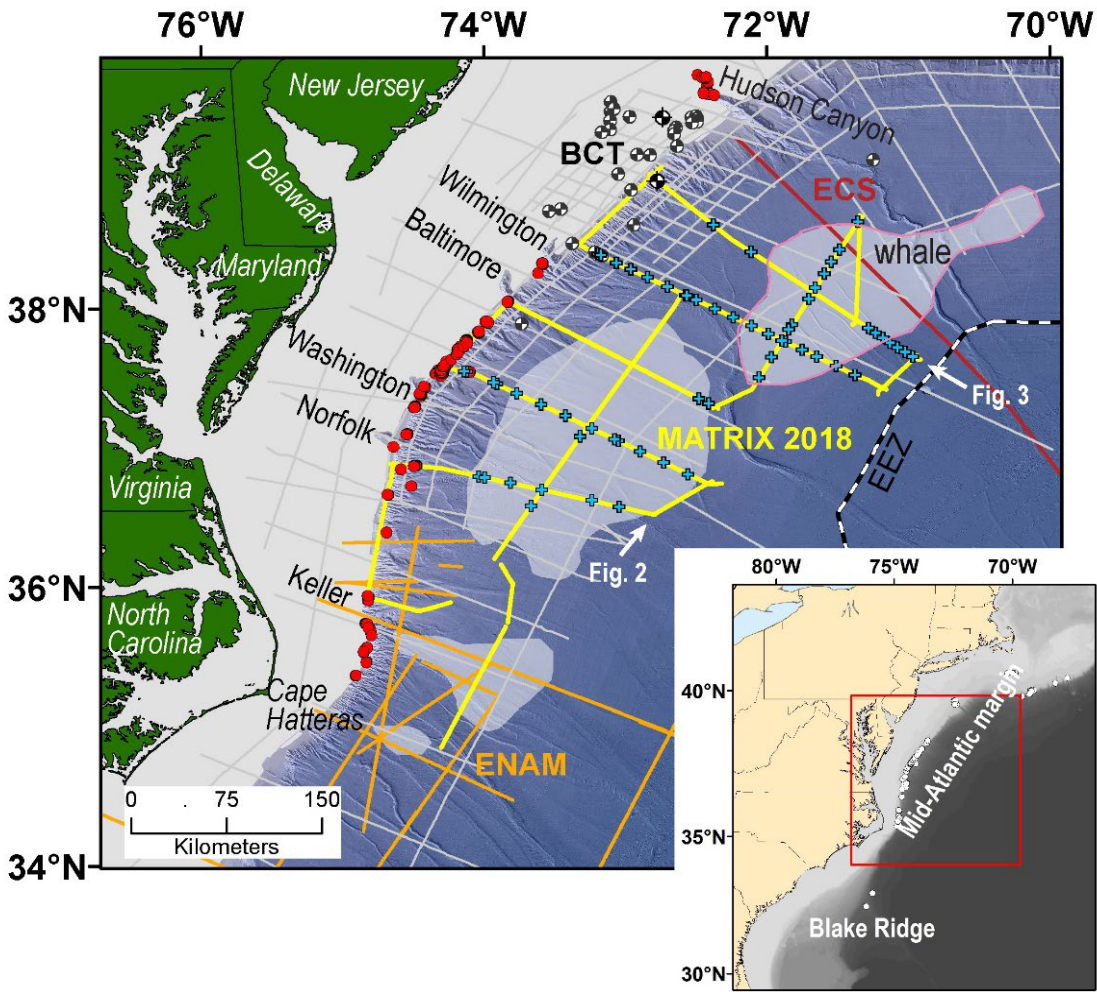 76°W
74°W
72°W
70°W
New Jersey
Hudson Canyon
BCT
Delaware
Wilmington
ECS
Baltimore
whale
Maryland
38°N
Washington
Fig. 3
Norfolk
MATRIX 2018
EEZ
Virginia
Fig. 2
36°N
Keller
North
Carolina
Cape
Hatteras
ENAM
0 . 75 150
Kilometers
34°N
80°W
75°W
70°W
40°N
Mid-Atlantic margin
35°N
Blake Ridge
30°N